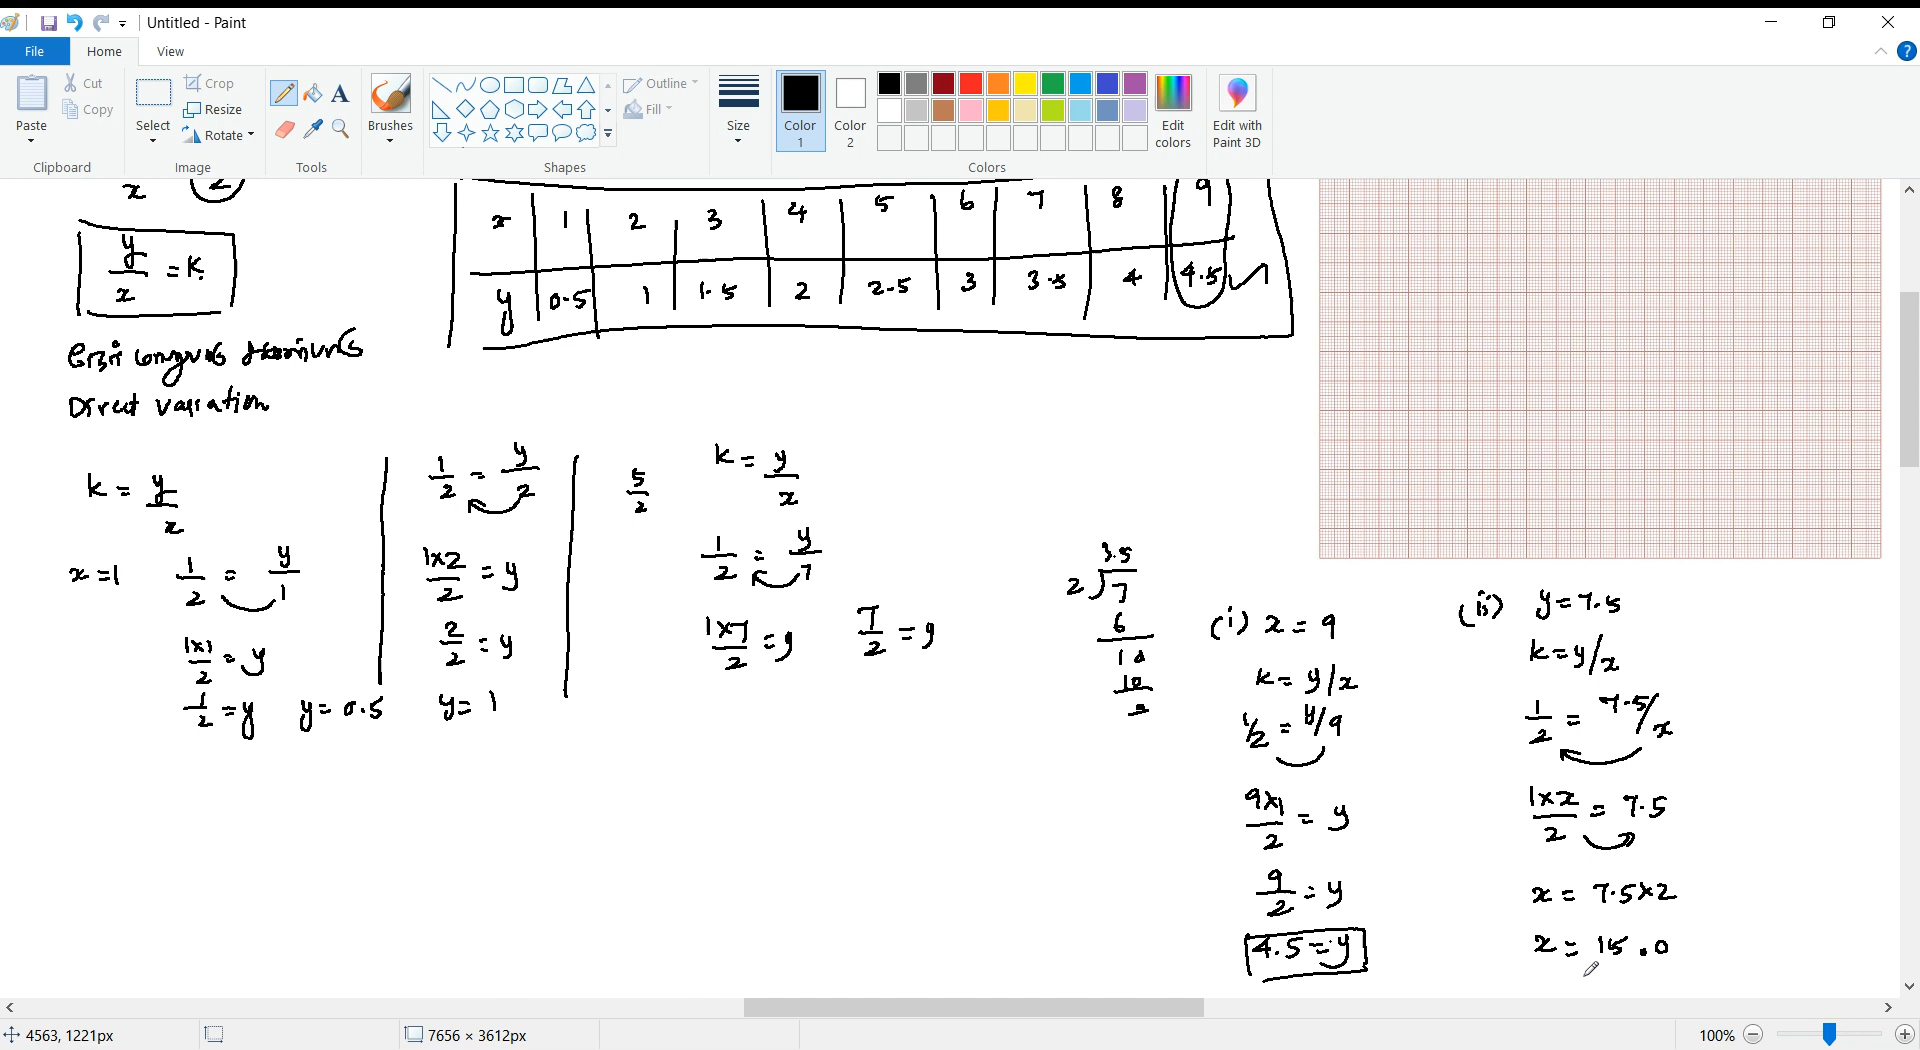 Untitled - Paint
File Home View
Paste
Cut
Copy
Clipboard
Select
Crop
Resize
Rotate
Image
Tools
Brushes
Shapes
Outline
Fill
Size
Color 1
Color 2
Colors
Edit colors
Edit with Paint 3D
x 2
y/x = k
x 1 2 3 4 5 6 7 8 9
y 0.5 1 1.5 2 2.5 3 3.5 4 4.5
Direct variation
k = y/x
x = 1 1/2 = y/1
1x1/2 = y
1/2 = y y = 0.5
1/2 = y/2
1x2/2 = y
2/2 = y
y = 1
5/2
k = y/x
1/2 = y/7
1x7/2 = y 7/2 = y
3.5
2 7
6
10
10
0
(i) x = 9
k = y/x
1/2 = y/9
9x1/2 = y
9/2 = y
4.5 = y
(ii) y = 7.5
k = y/x
1/2 = 7.5/x
1xx/2 = 7.5
x = 7.5x2
x = 15.0
4563, 1221px
7656 × 3612px
100%